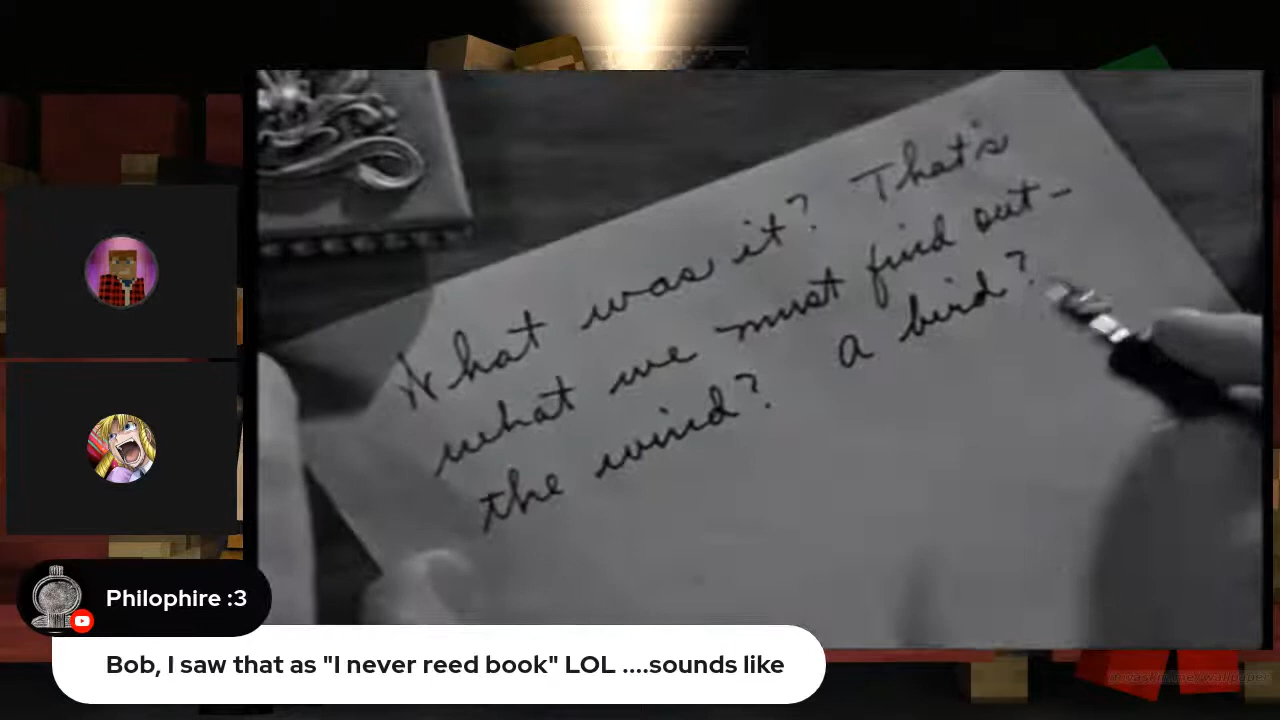 What was it? That's
what we must find out-
the wind? a bird?
Philophire :3
Bob, I saw that as "I never reed book" LOL ....sounds like